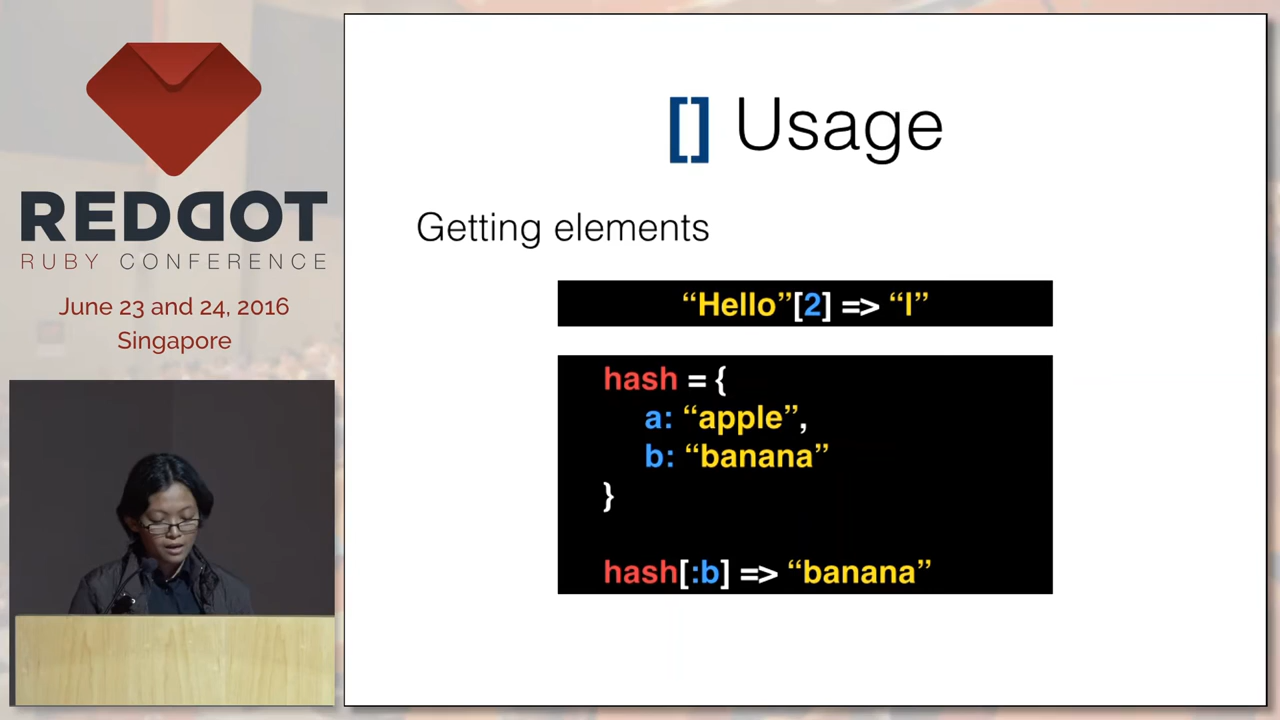 REDDOT
RUBY CONFERENCE
June 23 and 24, 2016
Singapore
[] Usage
Getting elements
“Hello”[2] => “l”
hash = {
a: “apple”,
b: “banana”
}
hash[:b] => “banana”